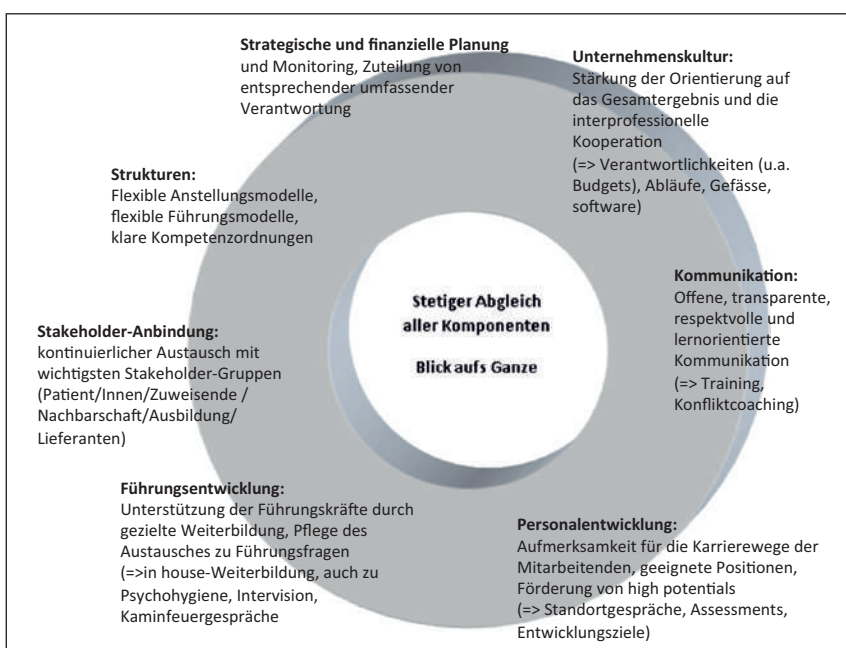 Strategische und finanzielle Planung
und Monitoring, Zuteilung von
entsprechender umfassender
Verantwortung
Unternehmenskultur:
Stärkung der Orientierung auf
das Gesamtergebnis und die
interprofessionelle
Kooperation
(=> Verantwortlichkeiten (u.a.
Budgets), Abläufe, Gefässe,
software)
Strukturen:
Flexible Anstellungsmodelle,
flexible Führungsmodelle,
klare Kompetenzordnungen
Stetiger Abgleich
aller Komponenten
Blick aufs Ganze
Kommunikation:
Offene, transparente,
respektvolle und
lernorientierte
Kommunikation
(=> Training,
Konfliktcoaching)
Stakeholder-Anbindung:
kontinuierlicher Austausch mit
wichtigsten Stakeholder-Gruppen
(Patient/Innen/Zuweisende /
Nachbarschaft/Ausbildung/
Lieferanten)
Führungsentwicklung:
Unterstützung der Führungskräfte durch
gezielte Weiterbildung, Pflege des
Austausches zu Führungsfragen
(=>in house-Weiterbildung, auch zu
Psychohygiene, Intervision,
Kaminfeuergespräche
Personalentwicklung:
Aufmerksamkeit für die Karrierewege der
Mitarbeitenden, geeignete Positionen,
Förderung von high potentials
(=> Standortgespräche, Assessments,
Entwicklungsziele)